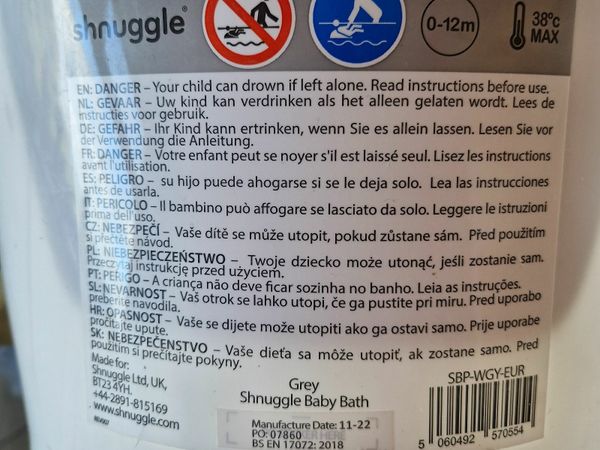 shnuggle®
0-12m
38ºc
MAX
EN: DANGER – Your child can drown if left alone. Read instructions before use.
NL: GEVAAR – Uw kind kan verdrinken als het alleen gelaten wordt. Lees de
instructies voor gebruik.
DE: GEFAHR – Ihr Kind kann ertrinken, wenn Sie es allein lassen. Lesen Sie vor
der Verwendung die Anleitung.
FR: DANGER – Votre enfant peut se noyer s'il est laissé seul. Lisez les instructions
avant l'utilisation.
ES: PELIGRO – su hijo puede ahogarse si se le deja solo. Lea las instrucciones
antes de usarla.
IT: PERICOLO – Il bambino può affogare se lasciato da solo. Leggere le istruzioni
prima dell'uso.
CZ: NEBEZPEČÍ – Vaše dítě se může utopit, pokud zůstane sám. Před použitím
si přečtěte návod.
PL: NIEBEZPIECZEŃSTWO – Twoje dziecko może utonąć, jeśli zostanie sam.
Przeczytaj instrukcję przed użyciem.
PT: PERIGO – A criança não deve ficar sozinha no banho. Leia as instruções.
SL: NEVARNOST – Vaš otrok se lahko utopi, če ga pustite pri miru. Pred uporabo
preberite navodila.
HR: OPASNOST – Vaše se dijete može utopiti ako ga ostavi samo. Prije uporabe
pročitajte upute.
SK: NEBEZPEČENSTVO – Vaše dieťa sa môže utopiť, ak zostane samo. Pred
použitím si prečítajte pokyny.
Made for:
Shnuggle Ltd, UK,
BT23 4YH.
+44-2891-815169
www.shnuggle.com
REV007
Grey
Shnuggle Baby Bath
Manufacture Date: 11-22
PO: 07860
BS EN 17072: 2018
SBP-WGY-EUR
5 060492 570554